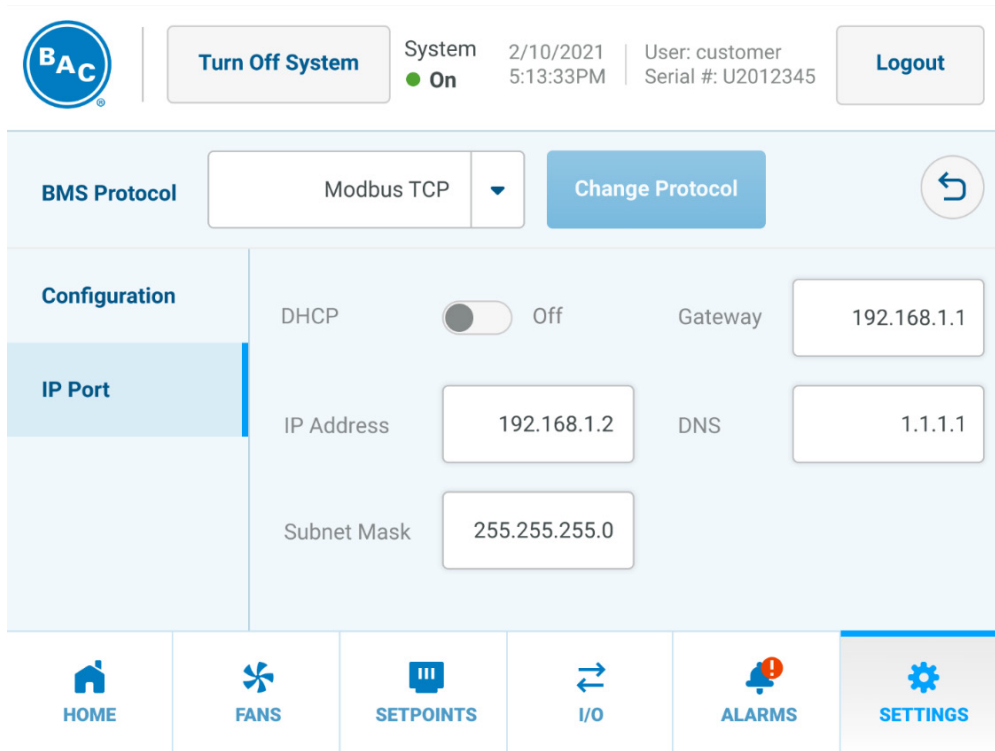 BAC
®
Turn Off System
System
On
2/10/2021
5:13:33PM
User: customer
Serial #: U2012345
Logout
BMS Protocol
Modbus TCP
Change Protocol
Configuration
IP Port
DHCP
Off
Gateway
192.168.1.1
IP Address
192.168.1.2
DNS
1.1.1.1
Subnet Mask
255.255.255.0
!
HOME
FANS
SETPOINTS
I/O
ALARMS
SETTINGS